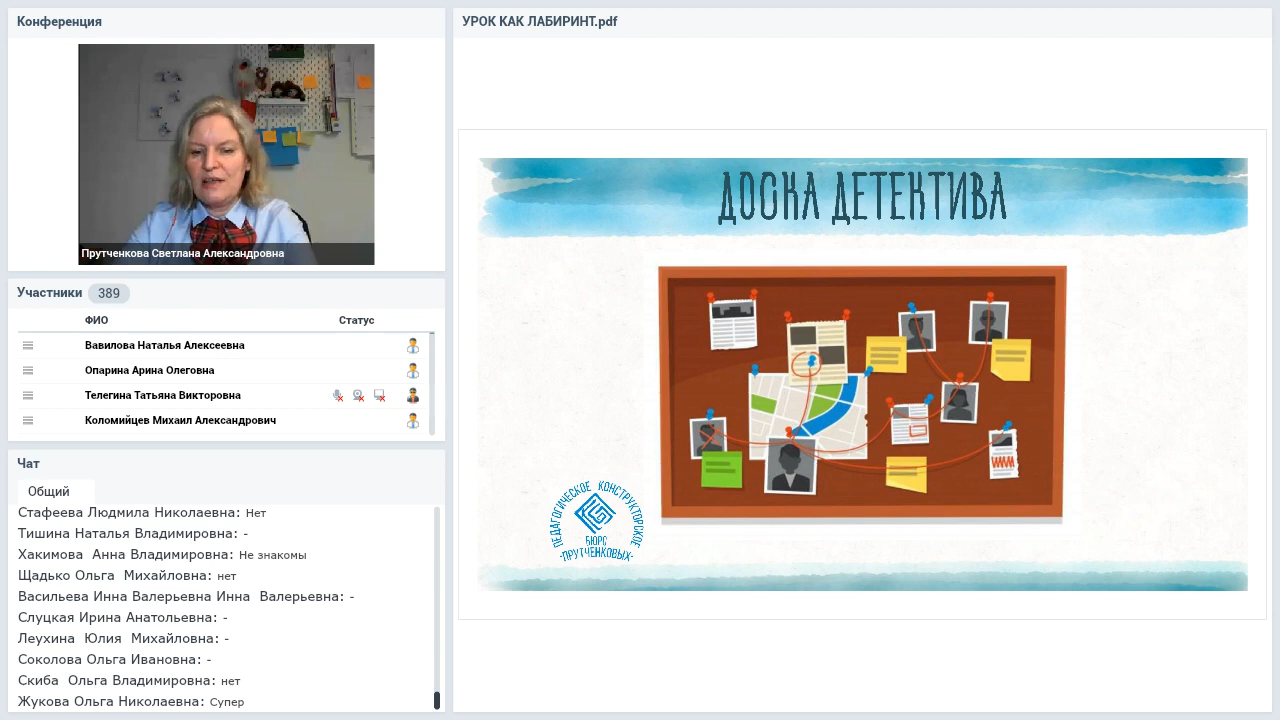 Конференция
Прутченкова Светлана Александровна
Участники 389
ФИО Статус
Вавилова Наталья Алексеевна
Опарина Арина Олеговна
Телегина Татьяна Викторовна
Коломийцев Михаил Александрович
Чат
Общий
Стафеева Людмила Николаевна: Нет
Тишина Наталья Владимировна: -
Хакимова Анна Владимировна: Не знакомы
Щадько Ольга Михайловна: нет
Васильева Инна Валерьевна Инна Валерьевна: -
Слуцкая Ирина Анатольевна: -
Леухина Юлия Михайловна: -
Соколова Ольга Ивановна: -
Скиба Ольга Владимировна: нет
Жукова Ольга Николаевна: Супер
УРОК КАК ЛАБИРИНТ.pdf
ДОСКА ДЕТЕКТИВА
ПЕДАГОГИЧЕСКОЕ КОНСТРУКТОРСКОЕ
БЮРО
-ПРУТЧЕНКОВЫХ-